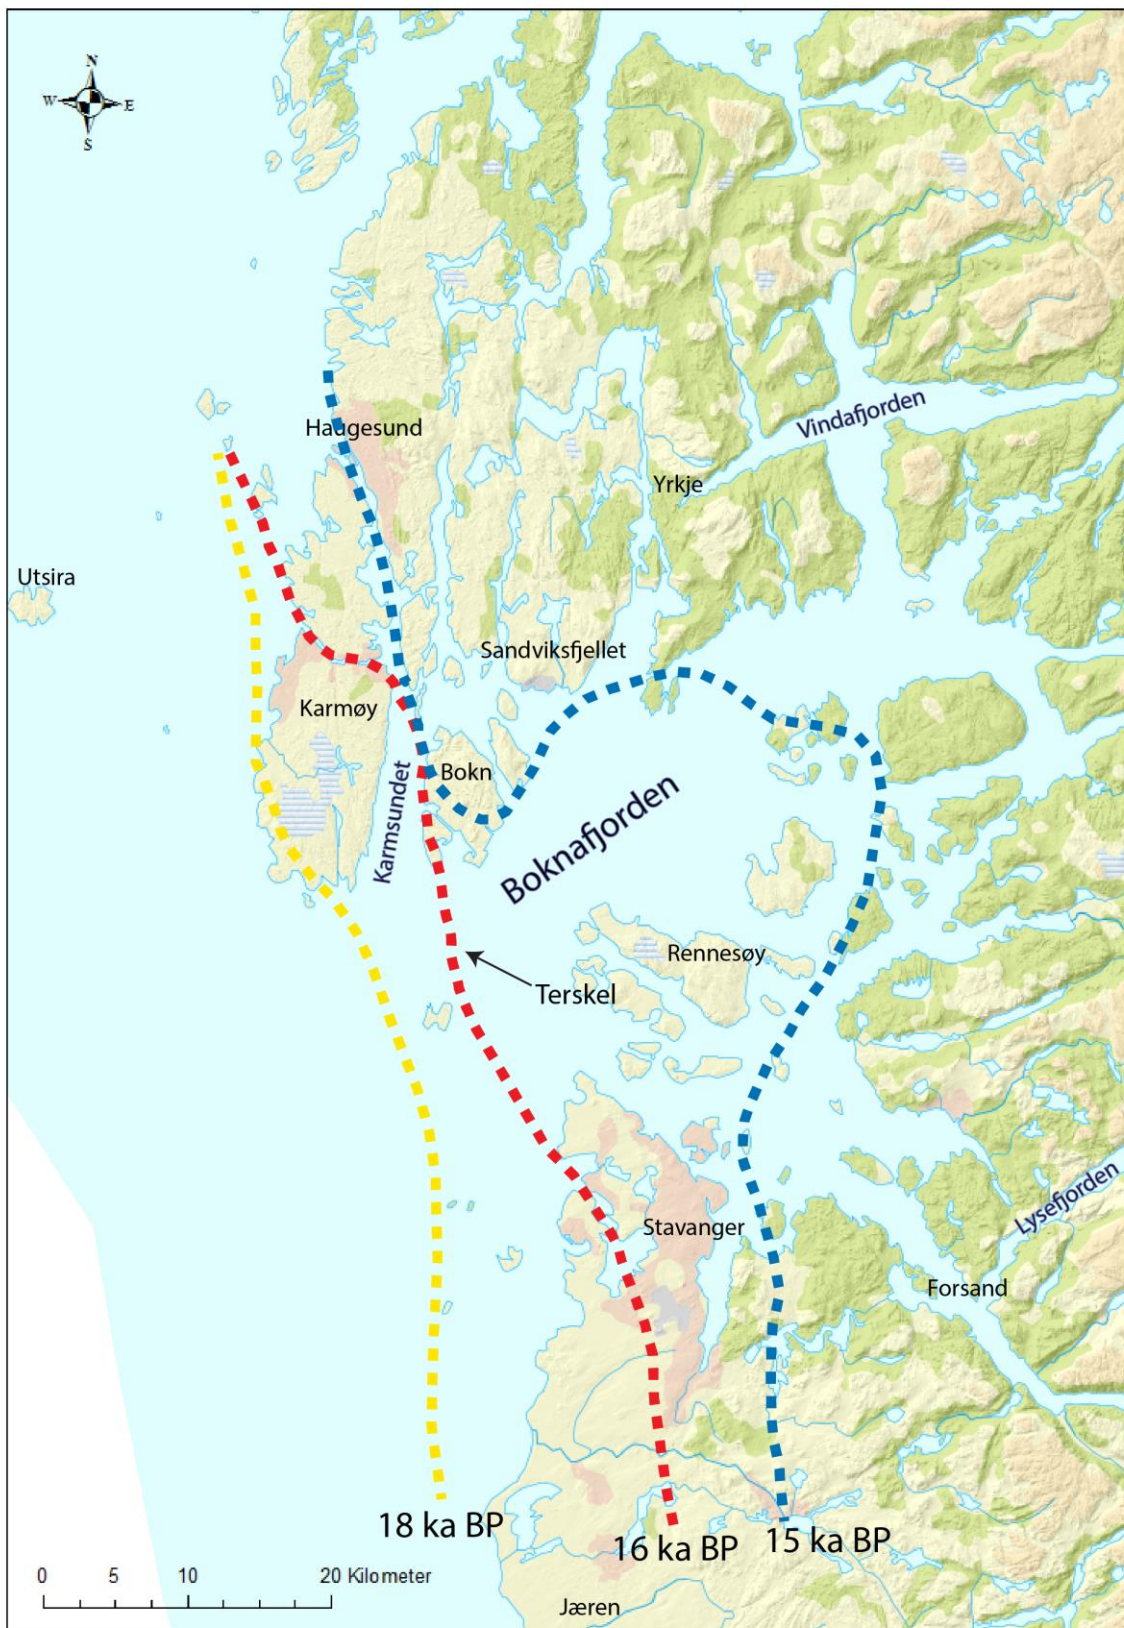 N
W E
S
Vindafjorden
Haugesund
Yrkje
Utsira
Sandviksfjellet
Karmøy
Bokn
Karmsundet
Boknafjorden
Rennesøy
Terskel
Lysefjorden
Stavanger
Forsand
18 ka BP
16 ka BP
15 ka BP
0 5 10 20 Kilometer
Jæren